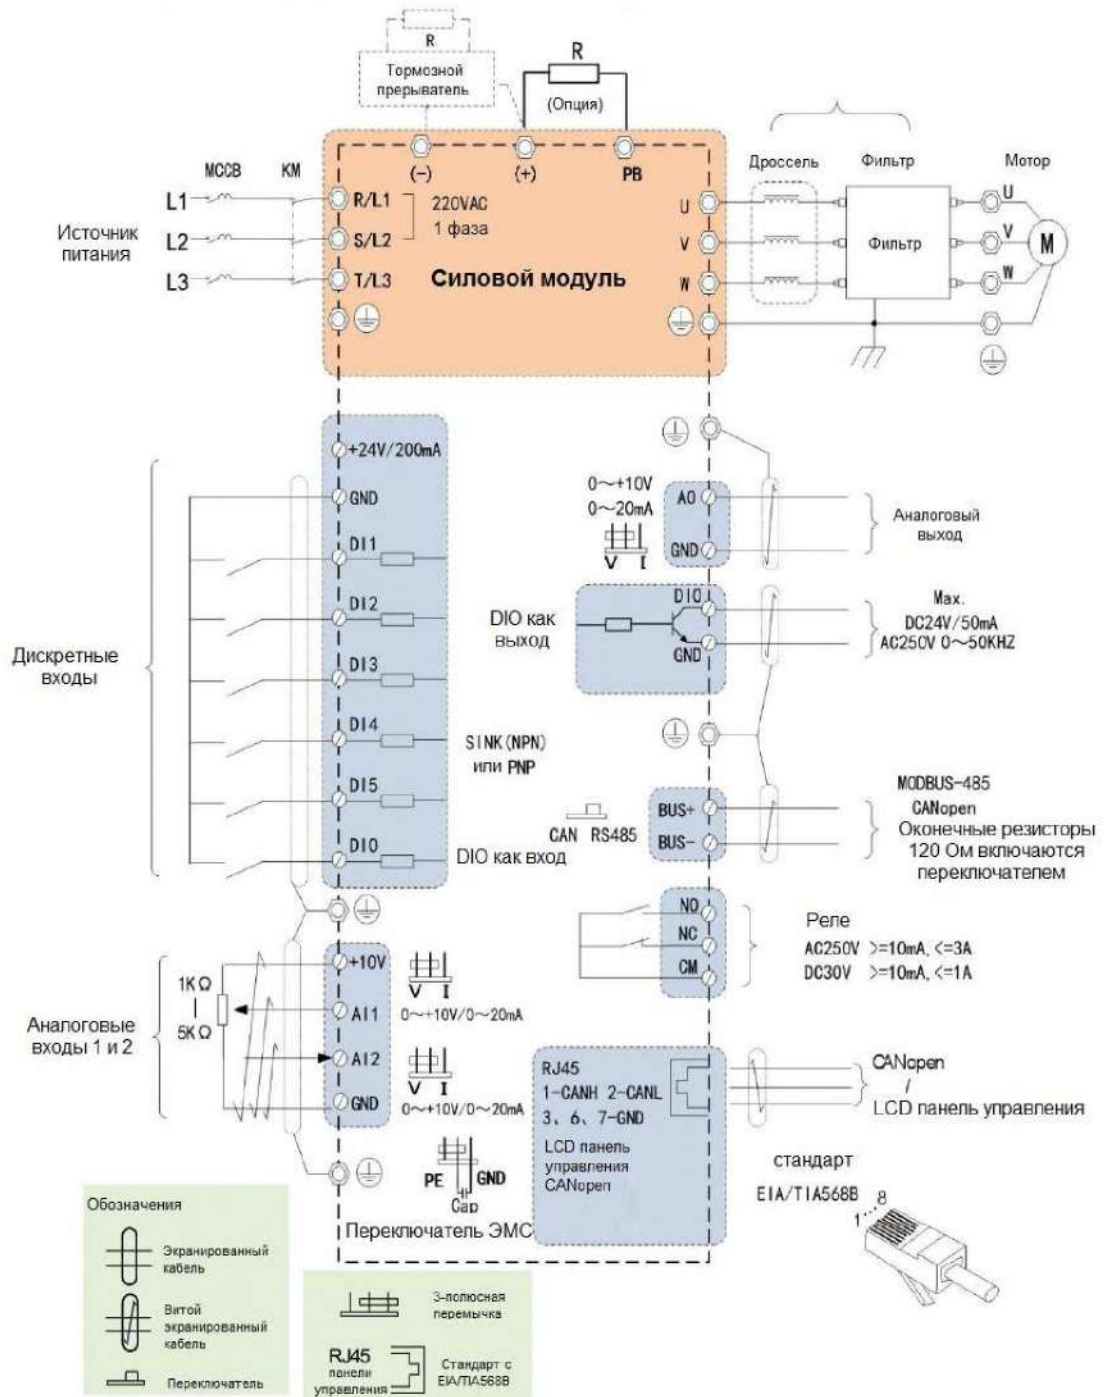 R
Тормозной
прерыватель
R
(Опция)
(-)
(+)
PB
MCCB
KM
Источник
питания
L1
L2
L3
R/L1
S/L2
T/L3
220VAC
1 фаза
Силовой модуль
U
V
W
Дроссель
Фильтр
Мотор
Фильтр
U
V
W
M
Дискретные
входы
+24V/200mA
GND
DI1
DI2
DI3
DI4
DI5
DIO
SINK(NPN)
или PNP
DIO как вход
0~+10V
0~20mA
V I
AO
GND
Аналоговый
выход
DIO как
выход
DIO
GND
Max.
DC24V/50mA
AC250V 0~50KHZ
CAN RS485
BUS+
BUS-
MODBUS-485
CANopen
Оконечные резисторы
120 Ом включаются
переключателем
NO
NC
CM
Реле
AC250V >=10mA, <=3A
DC30V >=10mA, <=1A
Аналоговые
входы 1 и 2
1KΩ
5KΩ
+10V
AI1
AI2
GND
V I
0~+10V/0~20mA
V I
0~+10V/0~20mA
PE GND
Cap
Переключатель ЭМС
RJ45
1-CANH 2-CANL
3、6、7-GND
LCD панель
управления
CANopen
CANopen
/
LCD панель управления
стандарт
EIA/TIA568B
1...8
Обозначения
Экранированный
кабель
Витой
экранированный
кабель
Переключатель
3-полюсная
перемычка
RJ45
панели
управления
Стандарт с
EIA/TIA568B